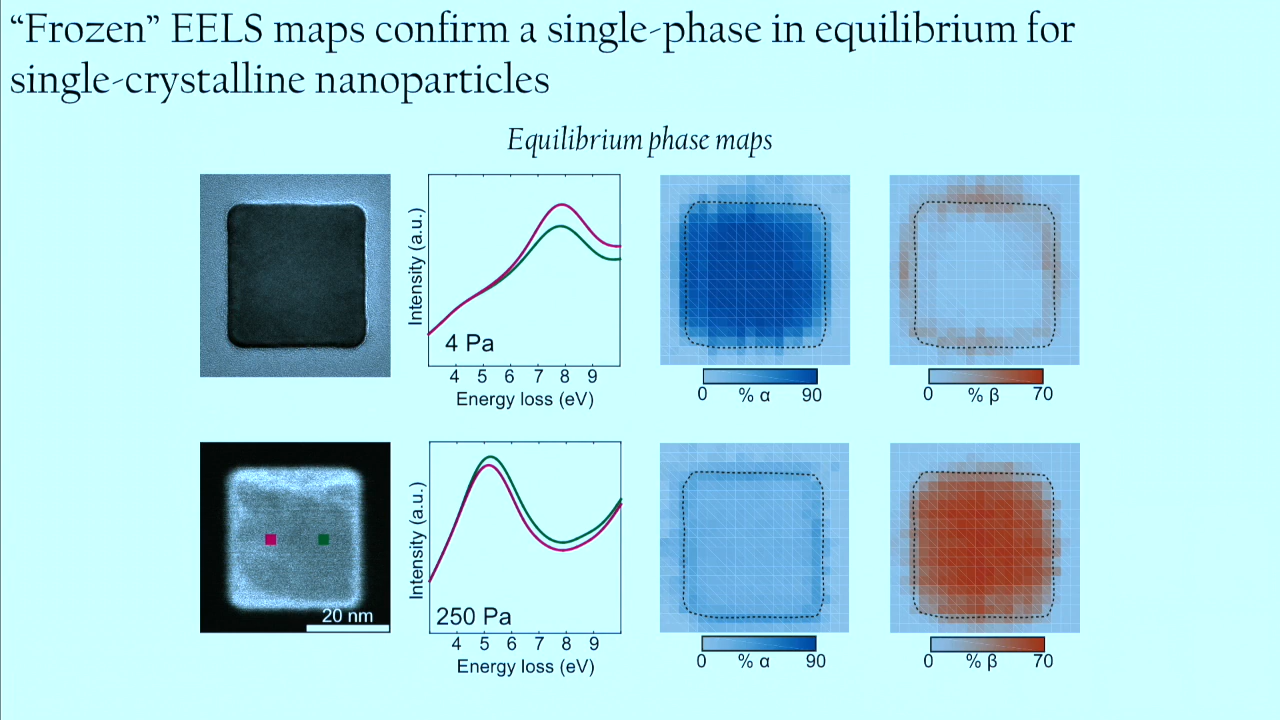 “Frozen” EELS maps confirm a single-phase in equilibrium for
single-crystalline nanoparticles
Equilibrium phase maps
Intensity (a.u.)
4 Pa
4 5 6 7 8 9
Energy loss (eV)
0 % α 90
0 % β 70
20 nm
Intensity (a.u.)
250 Pa
4 5 6 7 8 9
Energy loss (eV)
0 % α 90
0 % β 70